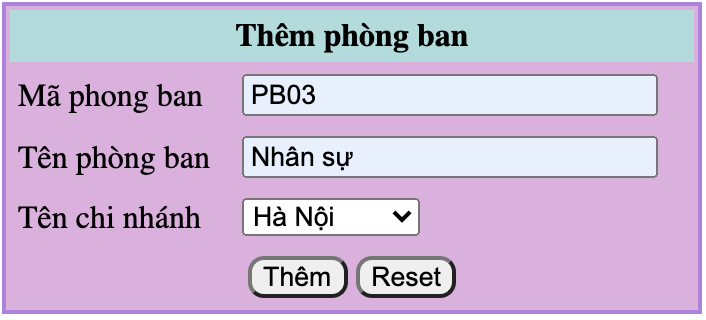 Thêm phòng ban
Mã phong ban PB03
Tên phòng ban Nhân sự
Tên chi nhánh Hà Nội
Thêm Reset